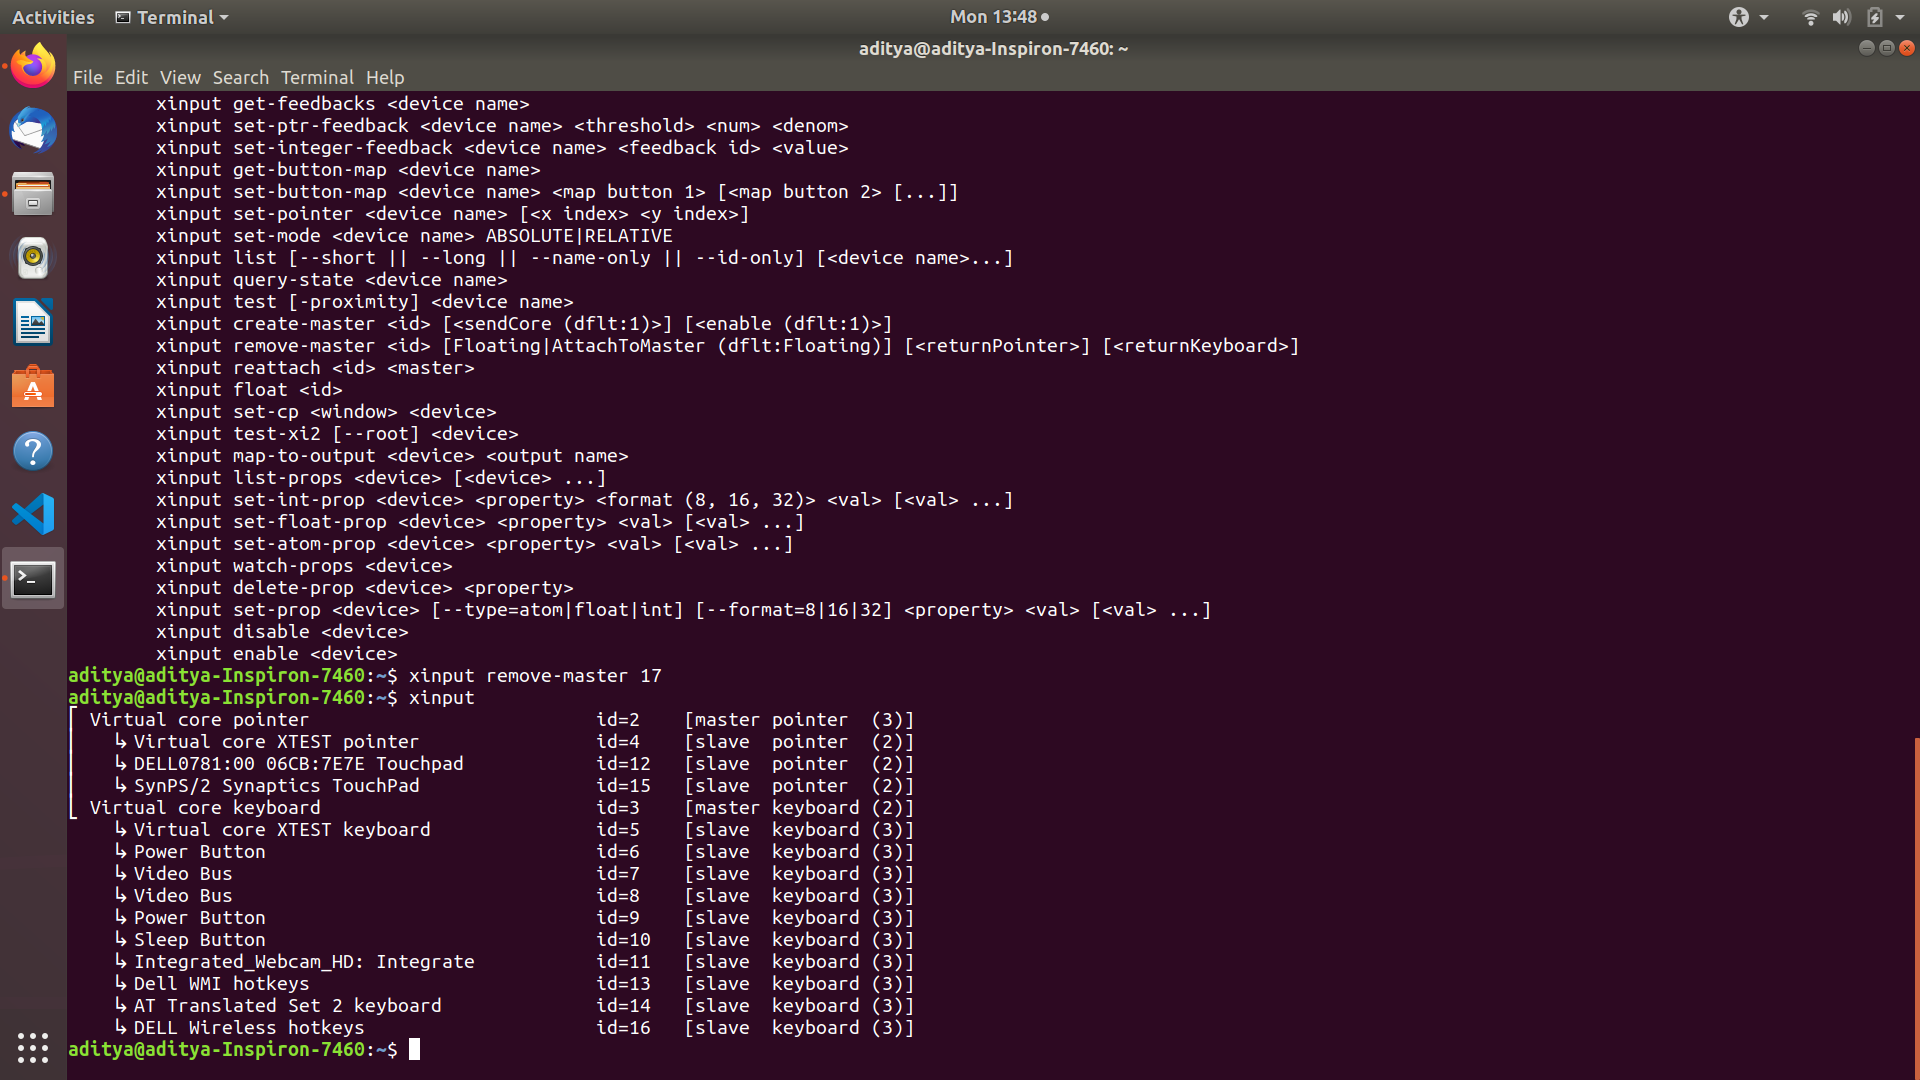 Activities Terminal Mon 13:48
aditya@aditya-Inspiron-7460: ~
File Edit View Search Terminal Help
xinput get-feedbacks <device name>
xinput set-ptr-feedback <device name> <threshold> <num> <denom>
xinput set-integer-feedback <device name> <feedback id> <value>
xinput get-button-map <device name>
xinput set-button-map <device name> <map button 1> [<map button 2> [...]]
xinput set-pointer <device name> [<x index> <y index>]
xinput set-mode <device name> ABSOLUTE|RELATIVE
xinput list [--short || --long || --name-only || --id-only] [<device name>...]
xinput query-state <device name>
xinput test [-proximity] <device name>
xinput create-master <id> [<sendCore (dflt:1)>] [<enable (dflt:1)>]
xinput remove-master <id> [Floating|AttachToMaster (dflt:Floating)] [<returnPointer>] [<returnKeyboard>]
xinput reattach <id> <master>
xinput float <id>
xinput set-cp <window> <device>
xinput test-xi2 [--root] <device>
xinput map-to-output <device> <output name>
xinput list-props <device> [<device> ...]
xinput set-int-prop <device> <property> <format (8, 16, 32)> <val> [<val> ...]
xinput set-float-prop <device> <property> <val> [<val> ...]
xinput set-atom-prop <device> <property> <val> [<val> ...]
xinput watch-props <device>
xinput delete-prop <device> <property>
xinput set-prop <device> [--type=atom|float|int] [--format=8|16|32] <property> <val> [<val> ...]
xinput disable <device>
xinput enable <device>
aditya@aditya-Inspiron-7460:~$ xinput remove-master 17
aditya@aditya-Inspiron-7460:~$ xinput
⎡ Virtual core pointer id=2 [master pointer (3)]
⎜ ↳ Virtual core XTEST pointer id=4 [slave pointer (2)]
⎜ ↳ DELL0781:00 06CB:7E7E Touchpad id=12 [slave pointer (2)]
⎜ ↳ SynPS/2 Synaptics TouchPad id=15 [slave pointer (2)]
⎣ Virtual core keyboard id=3 [master keyboard (2)]
↳ Virtual core XTEST keyboard id=5 [slave keyboard (3)]
↳ Power Button id=6 [slave keyboard (3)]
↳ Video Bus id=7 [slave keyboard (3)]
↳ Video Bus id=8 [slave keyboard (3)]
↳ Power Button id=9 [slave keyboard (3)]
↳ Sleep Button id=10 [slave keyboard (3)]
↳ Integrated_Webcam_HD: Integrate id=11 [slave keyboard (3)]
↳ Dell WMI hotkeys id=13 [slave keyboard (3)]
↳ AT Translated Set 2 keyboard id=14 [slave keyboard (3)]
↳ DELL Wireless hotkeys id=16 [slave keyboard (3)]
aditya@aditya-Inspiron-7460:~$